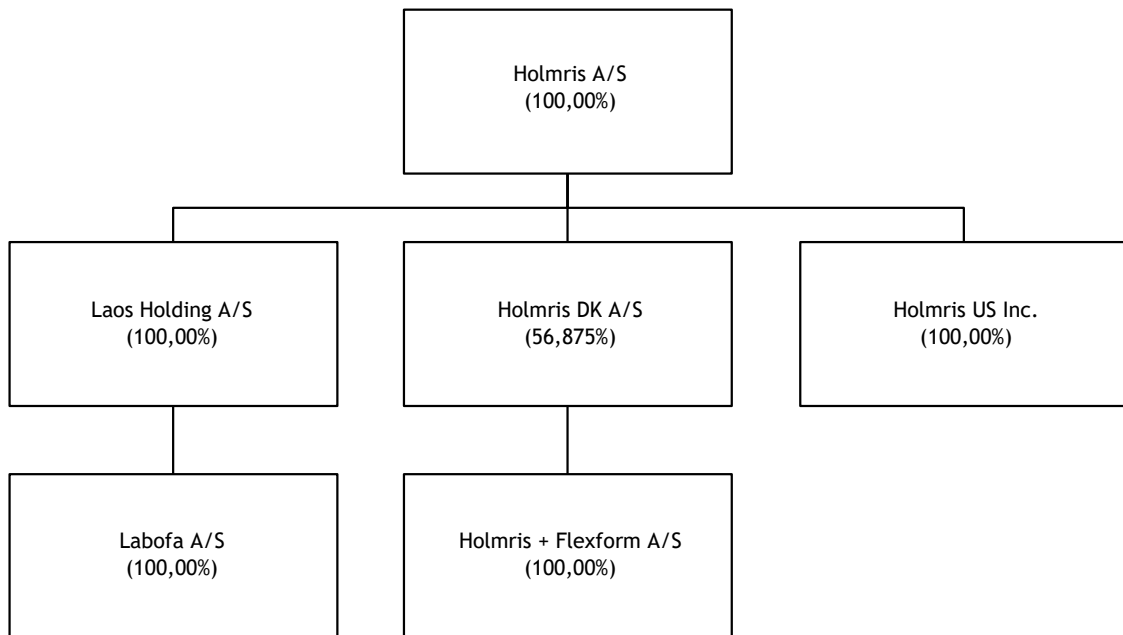 Holmris A/S
(100,00%)
Laos Holding A/S
(100,00%)
Holmris DK A/S
(56,875%)
Holmris US Inc.
(100,00%)
Labofa A/S
(100,00%)
Holmris + Flexform A/S
(100,00%)